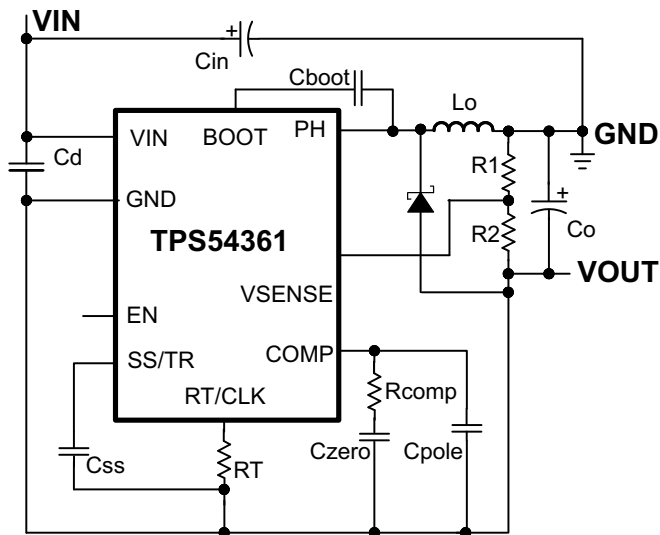 VIN
+
Cin
Cboot
Lo
VIN
BOOT
PH
GND
Cd
R1
GND
+
TPS54361
R2
Co
VSENSE
VOUT
EN
SS/TR
COMP
RT/CLK
Rcomp
Css
RT
Czero
Cpole